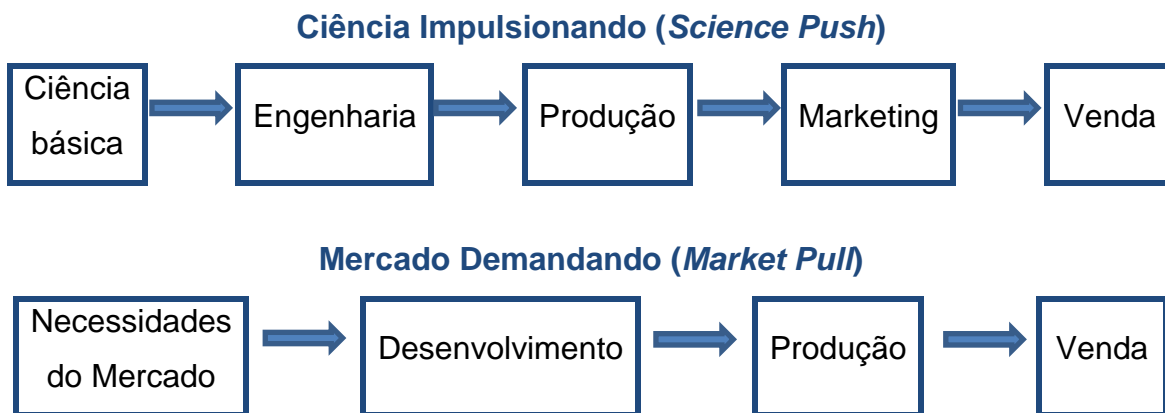 Ciência Impulsionando (Science Push)
Ciência
básica
Engenharia
Produção
Marketing
Venda
Mercado Demandando (Market Pull)
Necessidades
do Mercado
Desenvolvimento
Produção
Venda